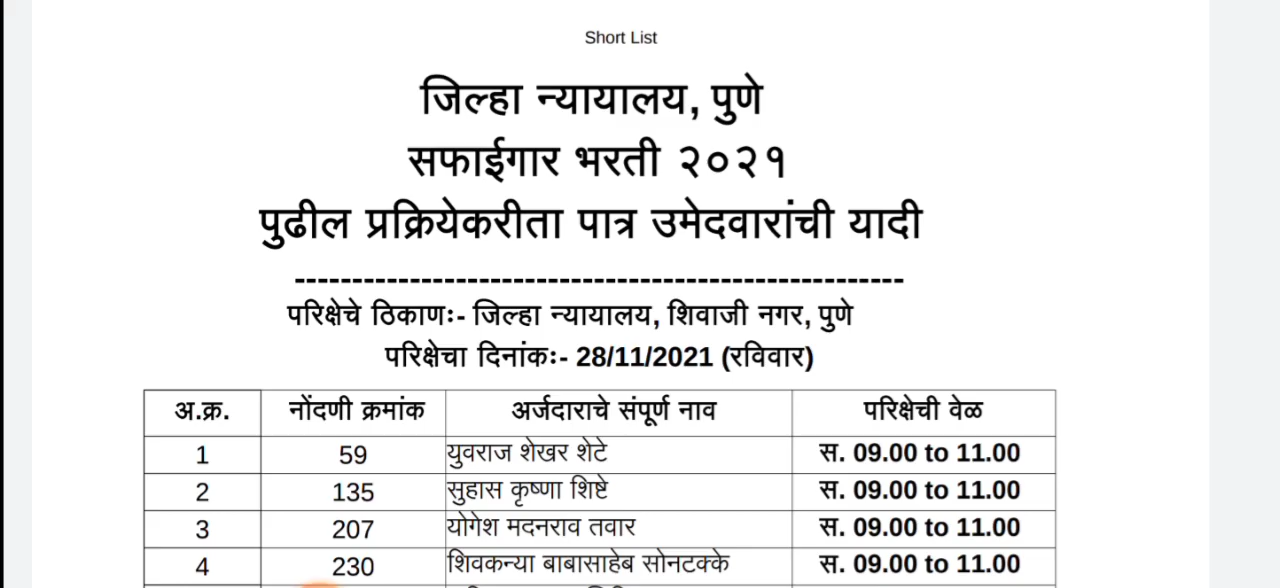 Short List
जिल्हा न्यायालय, पुणे
सफाईगार भरती २०२१
पुढील प्रक्रियेकरीता पात्र उमेदवारांची यादी
-----------------------------------------------------
परिक्षेचे ठिकाणः- जिल्हा न्यायालय, शिवाजी नगर, पुणे
परिक्षेचा दिनांकः- 28/11/2021 (रविवार)
अ.क्र. नोंदणी क्रमांक अर्जदाराचे संपूर्ण नाव परिक्षेची वेळ
1 59 युवराज शेखर शेटे स. 09.00 to 11.00
2 135 सुहास कृष्णा शिष्टे स. 09.00 to 11.00
3 207 योगेश मदनराव तवार स. 09.00 to 11.00
4 230 शिवकन्या बाबासाहेब सोनटक्के स. 09.00 to 11.00